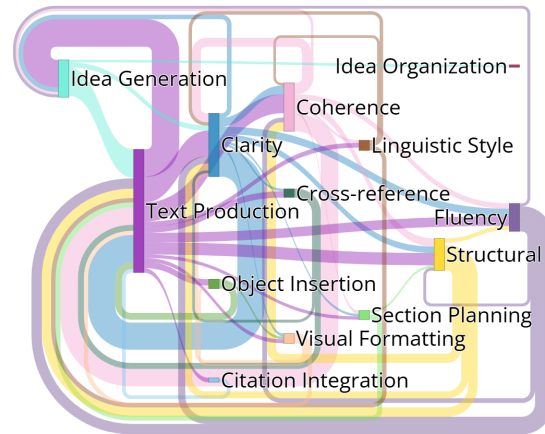 Idea Organization
Idea Generation
Coherence
Clarity
Linguistic Style
Cross-reference
Text Production
Fluency
Structural
Object Insertion
Section Planning
Visual Formatting
Citation Integration